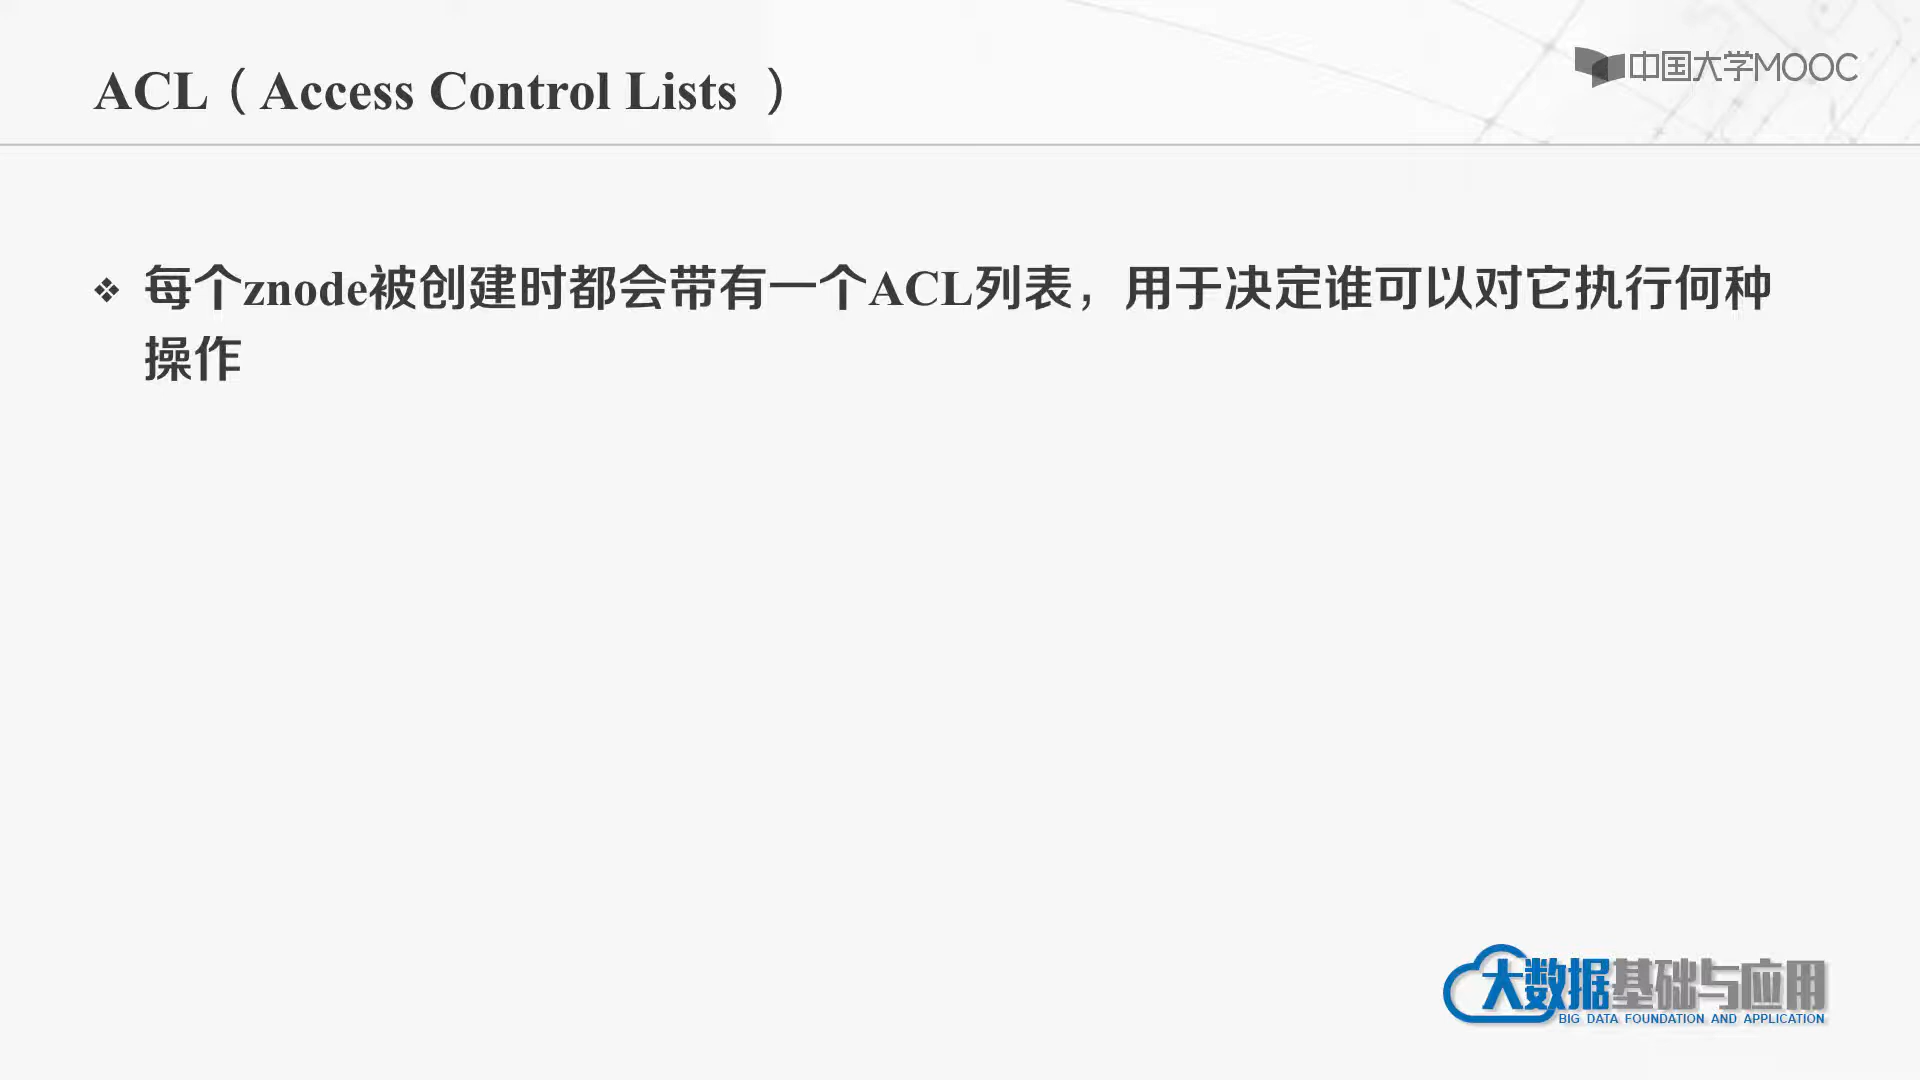 ACL（Access Control Lists ）
中国大学MOOC
❖ 每个znode被创建时都会带有一个ACL列表，用于决定谁可以对它执行何种
操作
大数据基础与应用
BIG DATA FOUNDATION AND APPLICATION